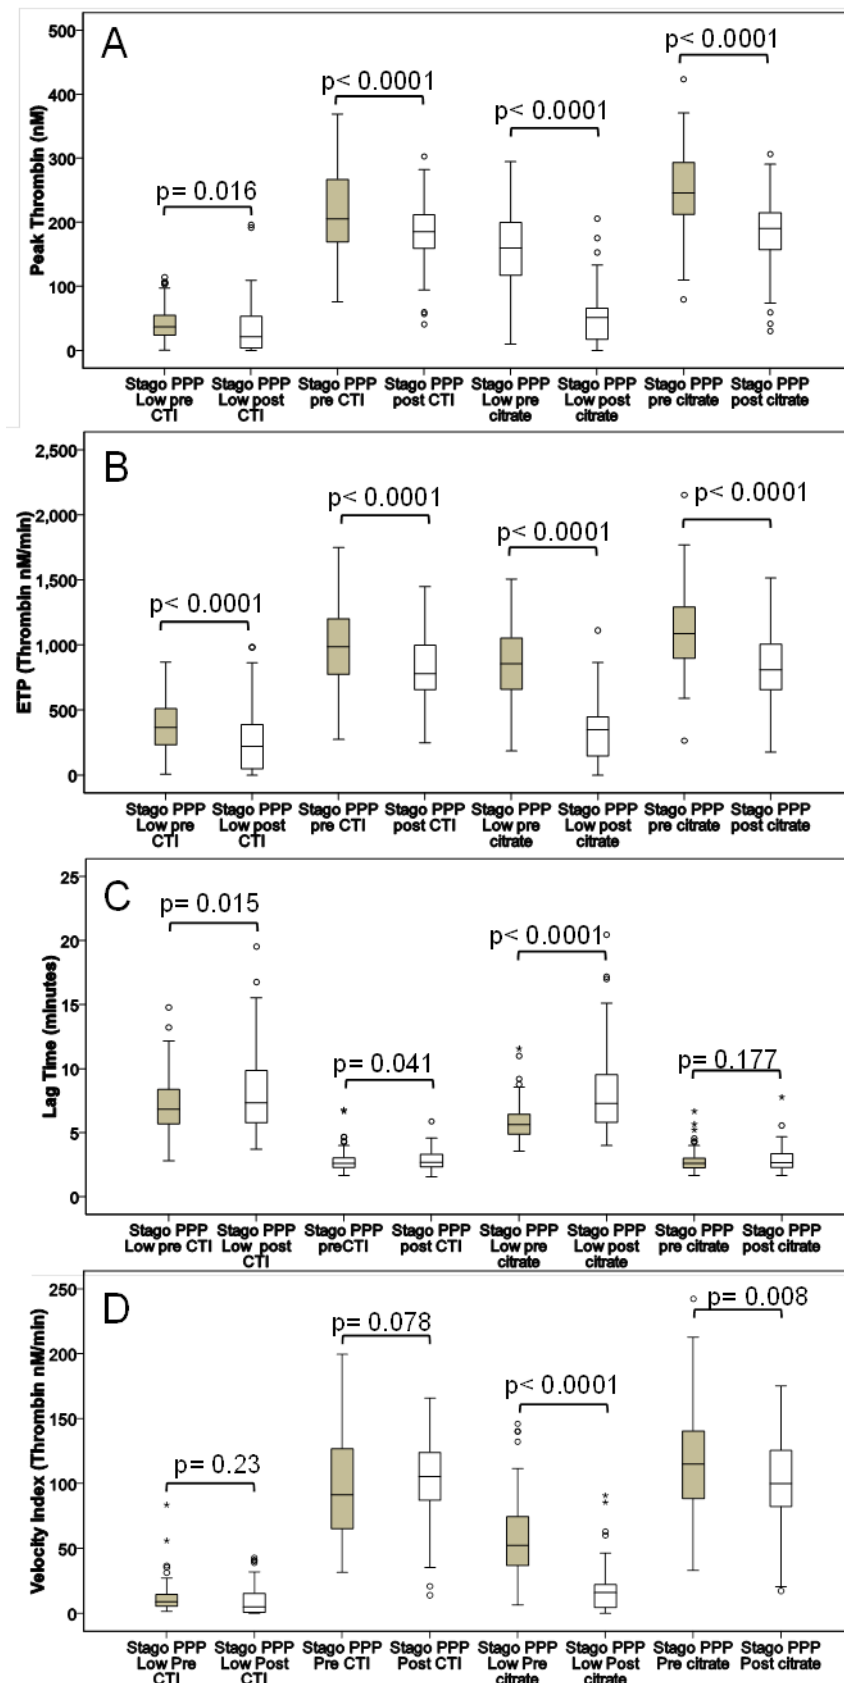 A
Peak Thrombin (nM)
500
400
300
200
100
0
p= 0.016
p< 0.0001
p< 0.0001
p< 0.0001
Stago PPP Stago PPP Stago PPP Stago PPP Stago PPP Stago PPP Stago PPP Stago PPP
Low pre Low post pre CTI post CTI Low pre Low post pre citrate post citrate
CTI CTI citrate citrate
B
ETP (Thrombin nM/min)
2,500
2,000
1,500
1,000
500
0
p< 0.0001
p< 0.0001
p< 0.0001
p< 0.0001
Stago PPP Stago PPP Stago PPP Stago PPP Stago PPP Stago PPP Stago PPP Stago PPP
Low pre Low post pre CTI post CTI Low pre Low post pre citrate post citrate
CTI CTI citrate citrate
C
Lag Time (minutes)
25
20
15
10
5
0
p= 0.015
p= 0.041
p< 0.0001
p= 0.177
Stago PPP Stago PPP Stago PPP Stago PPP Stago PPP Stago PPP Stago PPP Stago PPP
Low pre CTI Low post preCTI post CTI Low pre Low post pre citrate post citrate
CTI citrate citrate
D
Velocity Index (Thrombin nM/min)
250
200
150
100
50
0
p= 0.23
p= 0.078
p< 0.0001
p= 0.008
Stago PPP Stago PPP Stago PPP Stago PPP Stago PPP Stago PPP Stago PPP Stago PPP
Low Pre Low Post Pre CTI Post CTI Low Pre Low Post Pre citrate Post citrate
CTI CTI citrate citrate